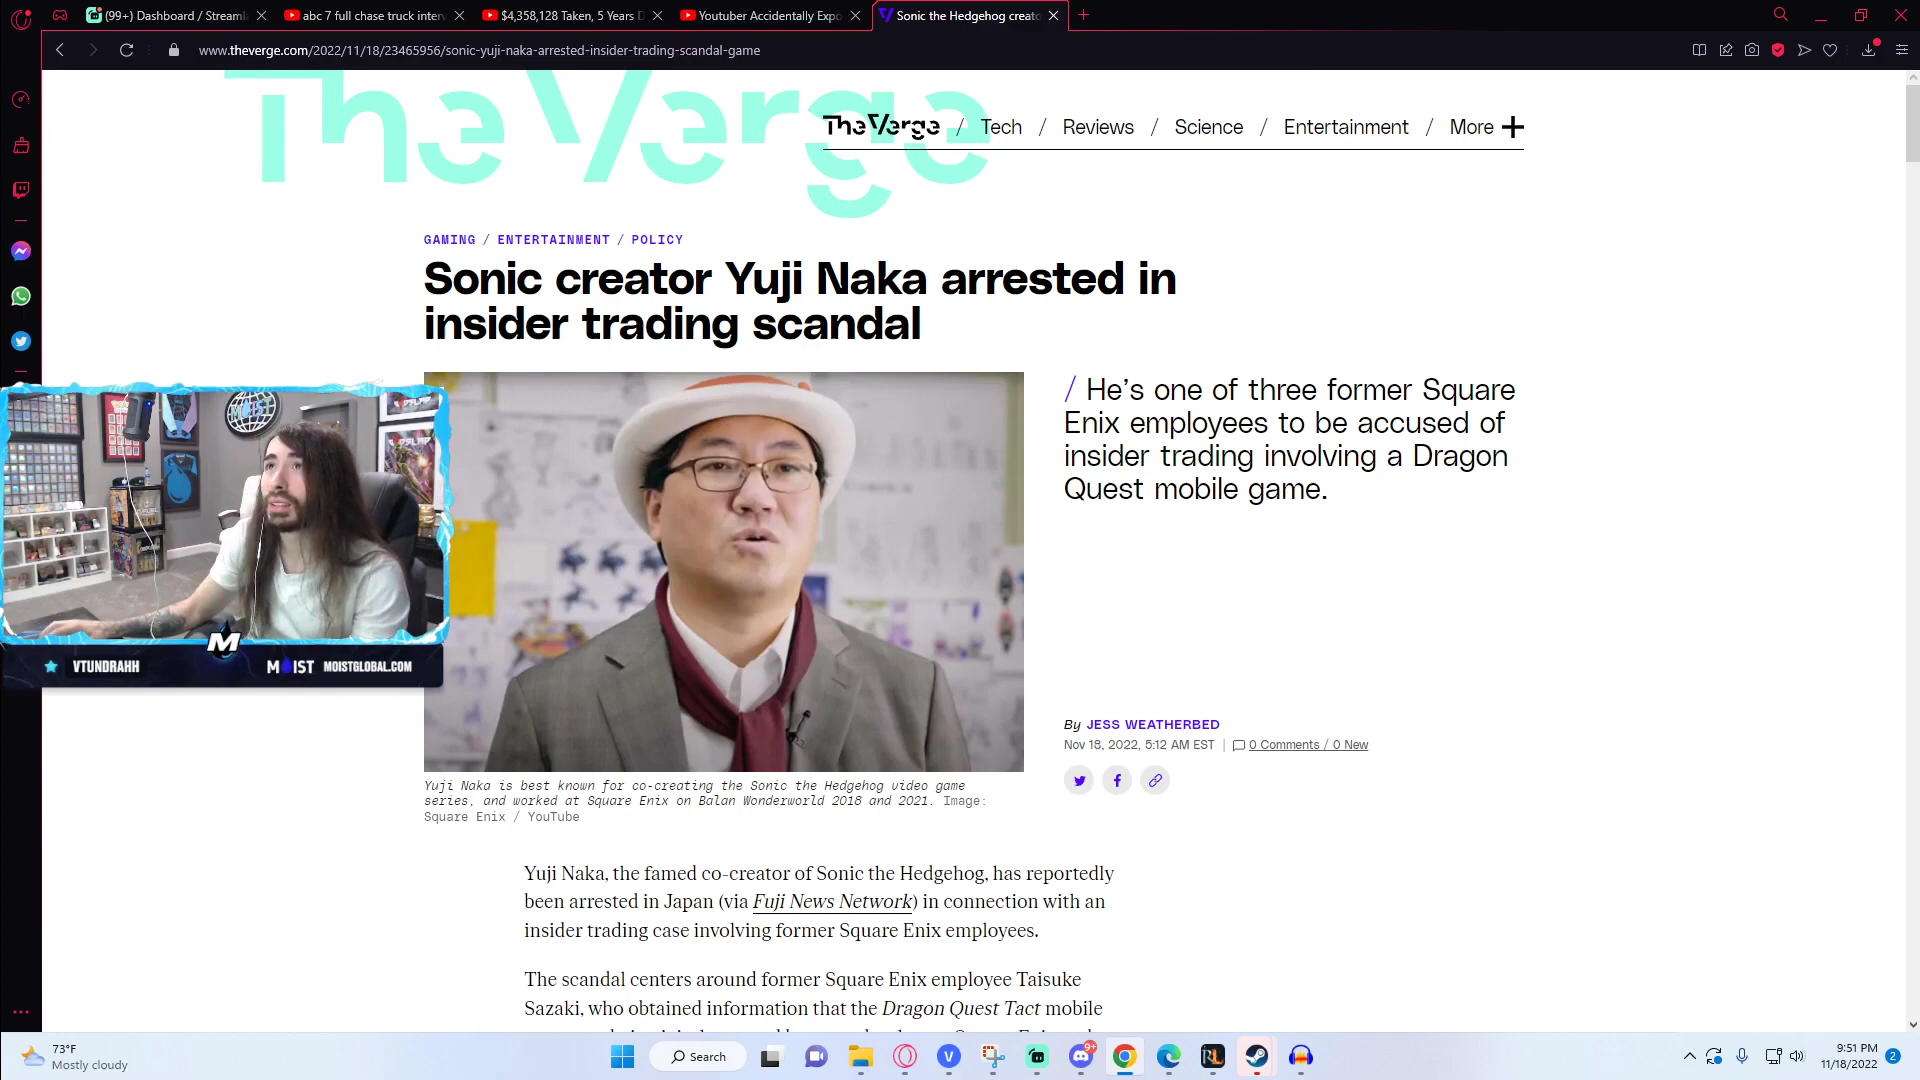 (99+) Dashboard / Streaml
abc 7 full chase truck interv
$4,358,128 Taken, 5 Years D
Youtuber Accidentally Expo
Sonic the Hedgehog creato
www.theverge.com/2022/11/18/23465956/sonic-yuji-naka-arrested-insider-trading-scandal-game
The Verge
The Verge / Tech / Reviews / Science / Entertainment / More
GAMING / ENTERTAINMENT / POLICY
Sonic creator Yuji Naka arrested in
insider trading scandal
/ He’s one of three former Square
Enix employees to be accused of
insider trading involving a Dragon
Quest mobile game.
MOIST
M
VTUNDRAHH
MOIST MOISTGLOBAL.COM
By JESS WEATHERBED
Nov 18, 2022, 5:12 AM EST | 0 Comments / 0 New
Yuji Naka is best known for co-creating the Sonic the Hedgehog video game
series, and worked at Square Enix on Balan Wonderworld 2018 and 2021. Image:
Square Enix / YouTube
Yuji Naka, the famed co-creator of Sonic the Hedgehog, has reportedly
been arrested in Japan (via Fuji News Network) in connection with an
insider trading case involving former Square Enix employees.
The scandal centers around former Square Enix employee Taisuke
Sazaki, who obtained information that the Dragon Quest Tact mobile
73°F
Mostly cloudy
Search
9+
9:51 PM
11/18/2022
2